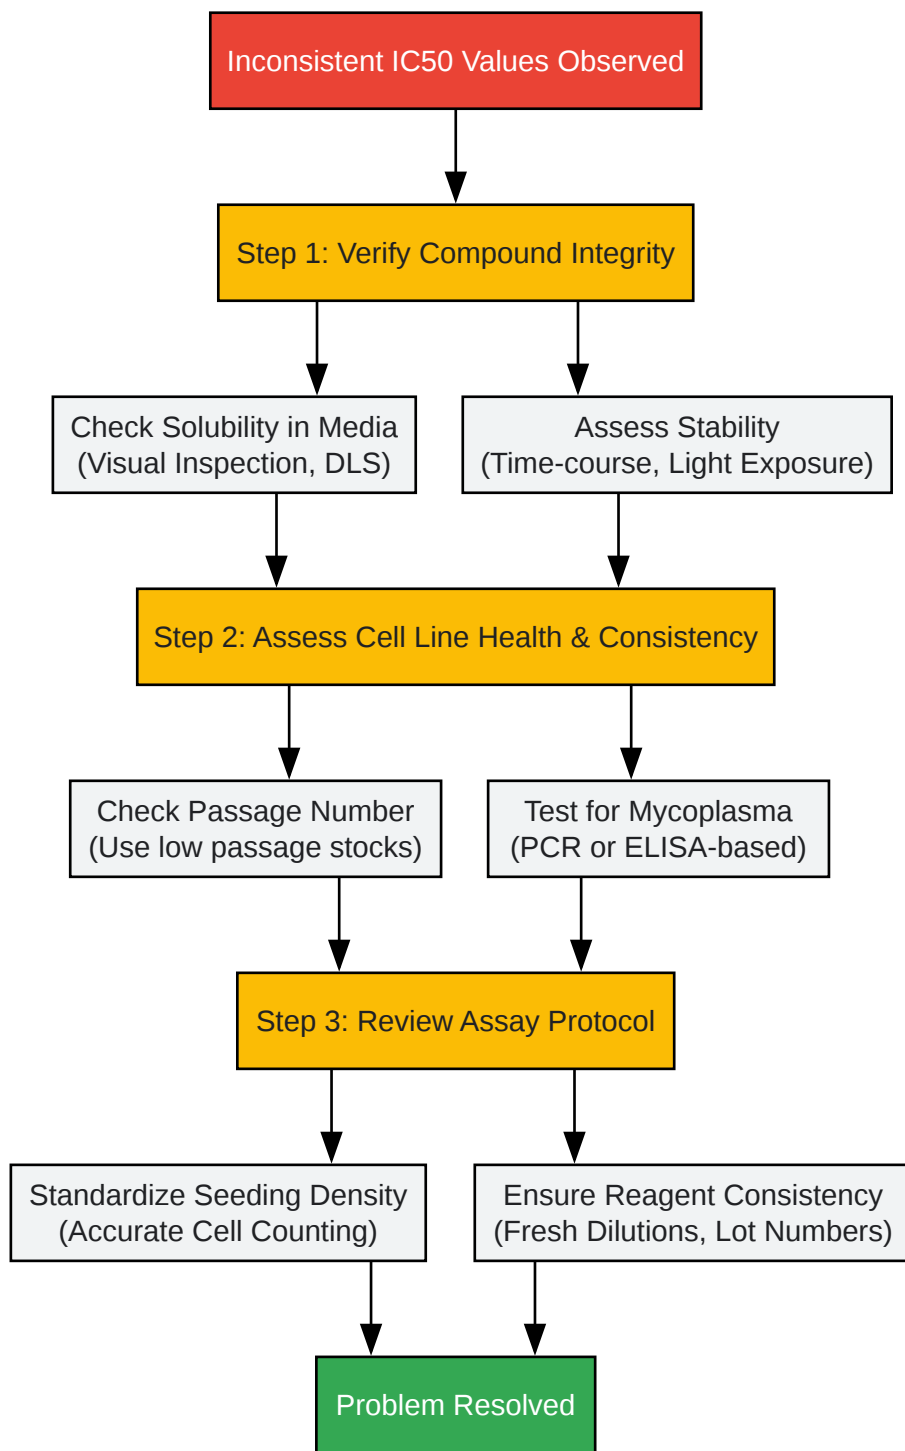 Inconsistent IC50 Values Observed
Step 1: Verify Compound Integrity
Check Solubility in Media
(Visual Inspection, DLS)
Assess Stability
(Time-course, Light Exposure)
Step 2: Assess Cell Line Health & Consistency
Check Passage Number
(Use low passage stocks)
Test for Mycoplasma
(PCR or ELISA-based)
Step 3: Review Assay Protocol
Standardize Seeding Density
(Accurate Cell Counting)
Ensure Reagent Consistency
(Fresh Dilutions, Lot Numbers)
Problem Resolved